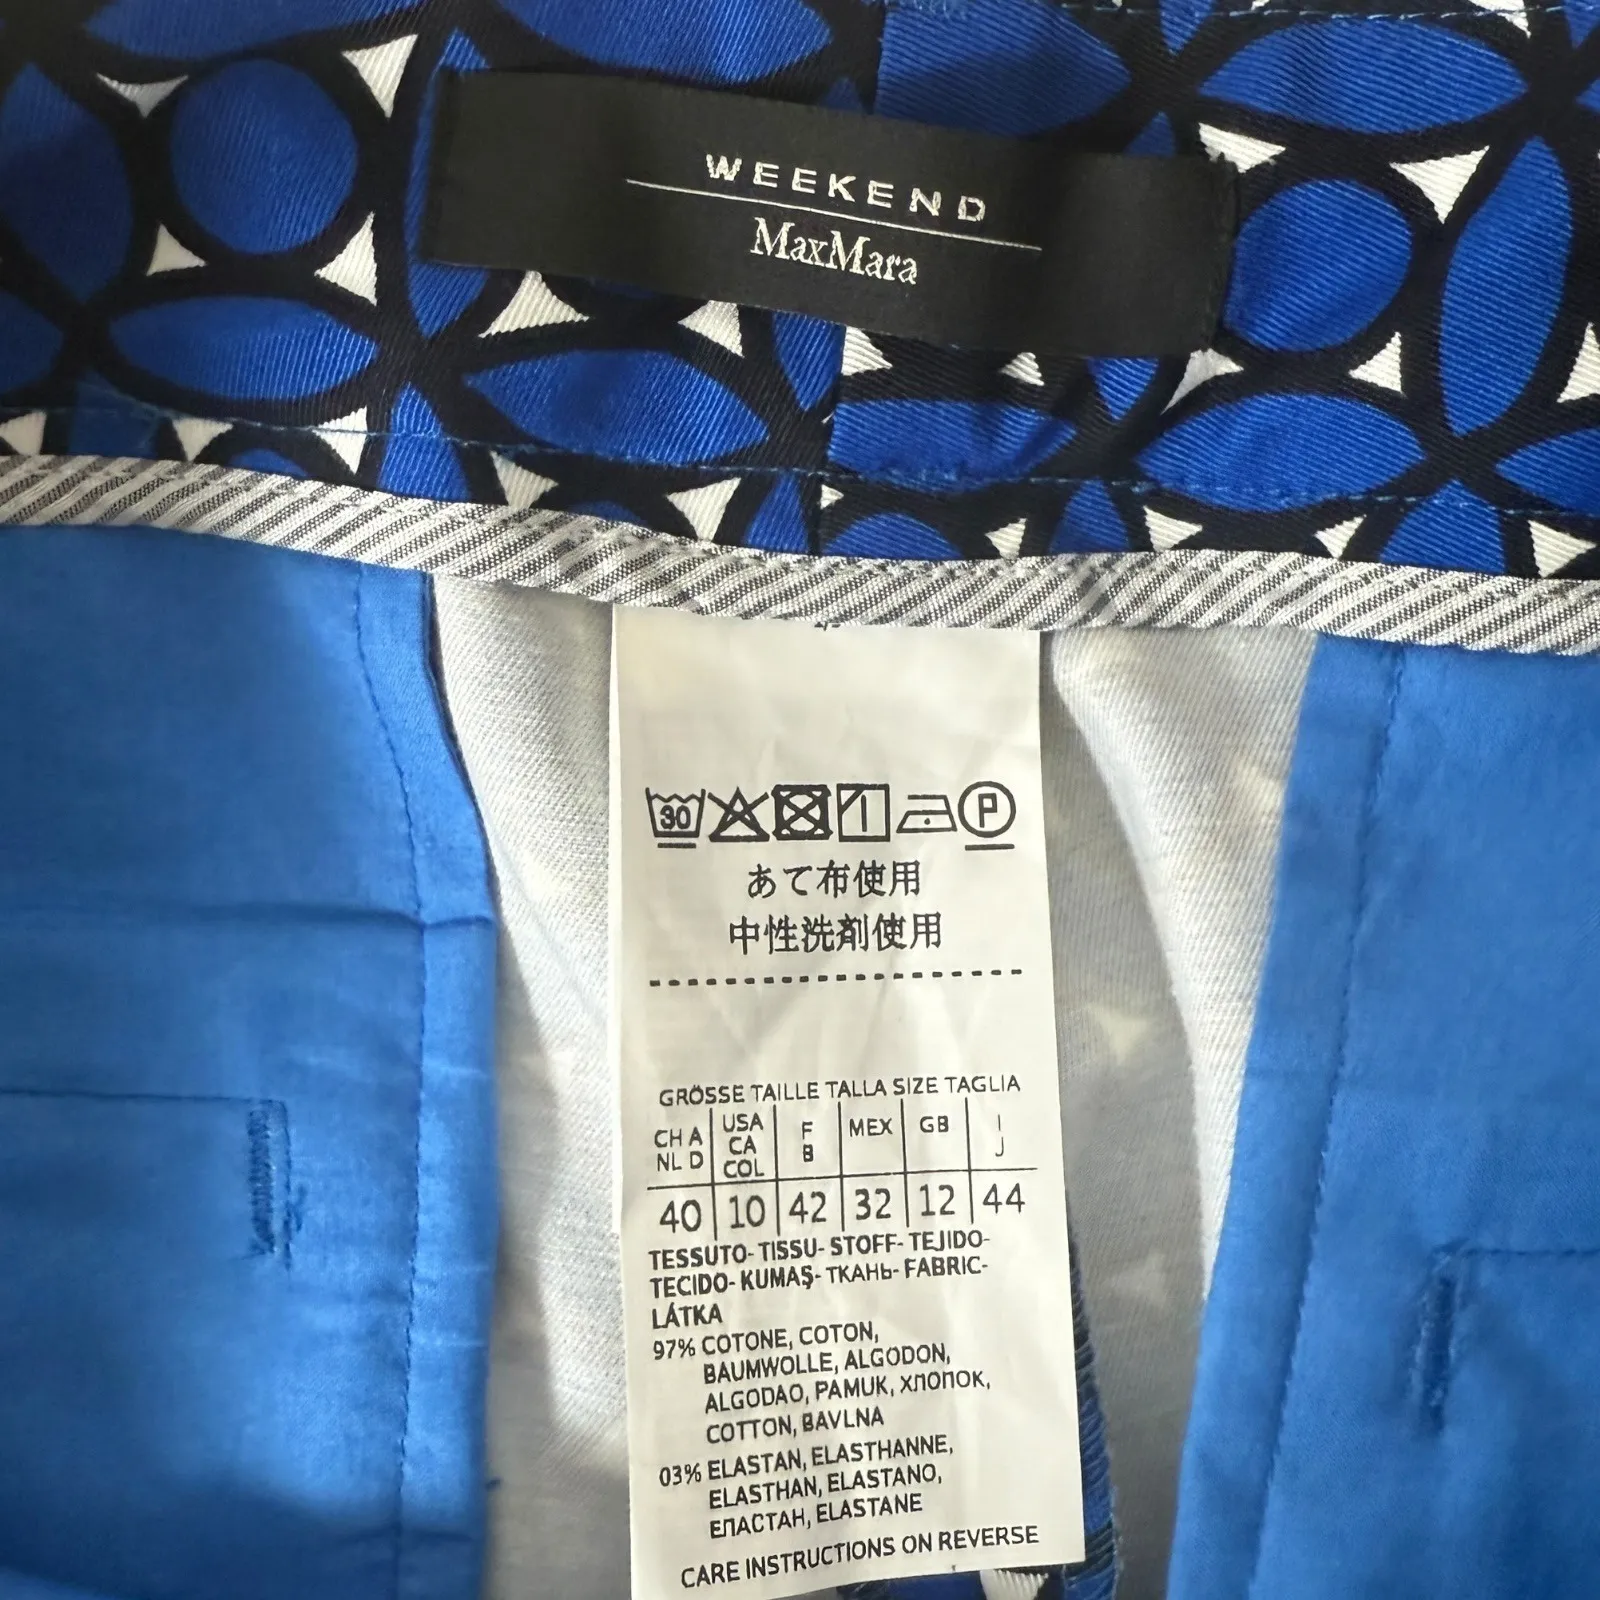 WEEKEND
MaxMara
30 P
あて布使用
中性洗剤使用
GRÖSSE TAILLE TALLA SIZE TAGLIA
CH A NL D USA CA COL F B MEX GB I J
40 10 42 32 12 44
TESSUTO- TISSU- STOFF- TEJIDO-
TECIDO- KUMAŞ- ТКАНЬ- FABRIC-
LÁTKA
97% COTONE, COTON,
BAUMWOLLE, ALGODON,
ALGODAO, PAMUK, ХЛОПОК,
COTTON, BAVLNA
03% ELASTAN, ELASTHANNE,
ELASTHAN, ELASTANO,
ЕПАСТАН, ELASTANE
CARE INSTRUCTIONS ON REVERSE